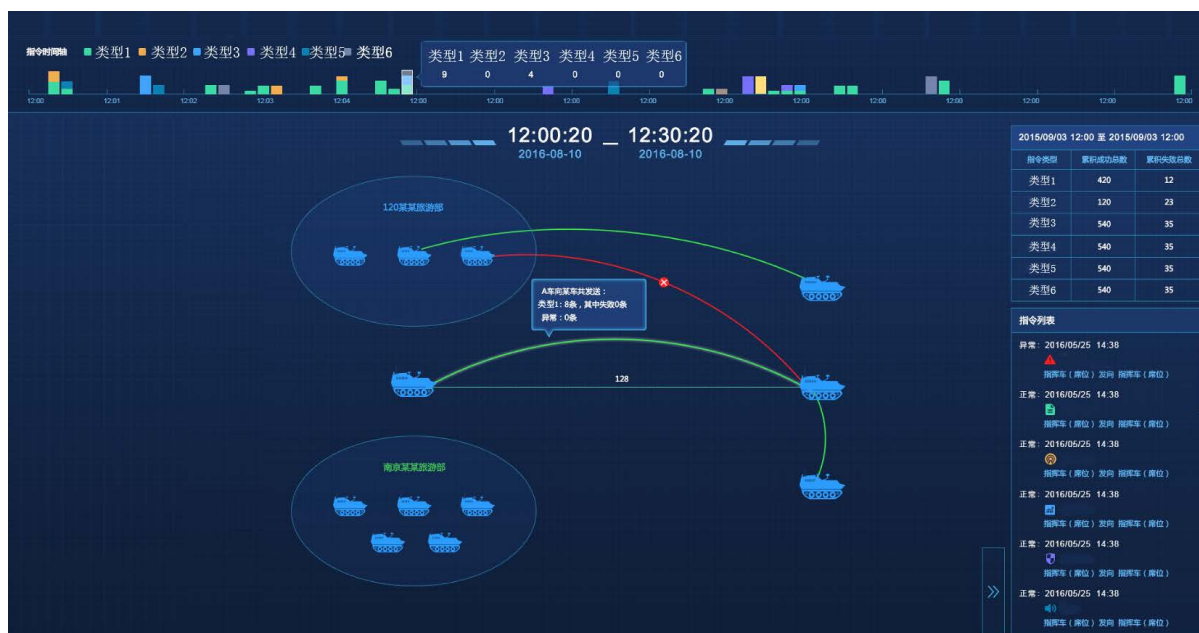 指令时间轴 类型1 类型2 类型3 类型4 类型5 类型6
类型1 类型2 类型3 类型4 类型5 类型6
9 0 4 0 0 0
12:00 12:01 12:02 12:03 12:04 12:00 12:00 12:00 12:00 12:00 12:00 12:00 12:00 12:00 12:00 12:00
12:00:20 — 12:30:20
2016-08-10 2016-08-10
120某某旅游部
A车向某车共发送：
类型1：8条，其中失败0条
异常：0条
128
南京某某旅游部
2015/09/03 12:00 至 2015/09/03 12:00
指令类型 累积成功总数 累积失败总数
类型1 420 12
类型2 120 23
类型3 540 35
类型4 540 35
类型5 540 35
类型6 540 35
指令列表
异常：2016/05/25 14:38
指挥车（席位）发向 指挥车（席位）
正常：2016/05/25 14:38
指挥车（席位）发向 指挥车（席位）
正常：2016/05/25 14:38
指挥车（席位）发向 指挥车（席位）
正常：2016/05/25 14:38
指挥车（席位）发向 指挥车（席位）
正常：2016/05/25 14:38
指挥车（席位）发向 指挥车（席位）
正常：2016/05/25 14:38
指挥车（席位）发向 指挥车（席位）